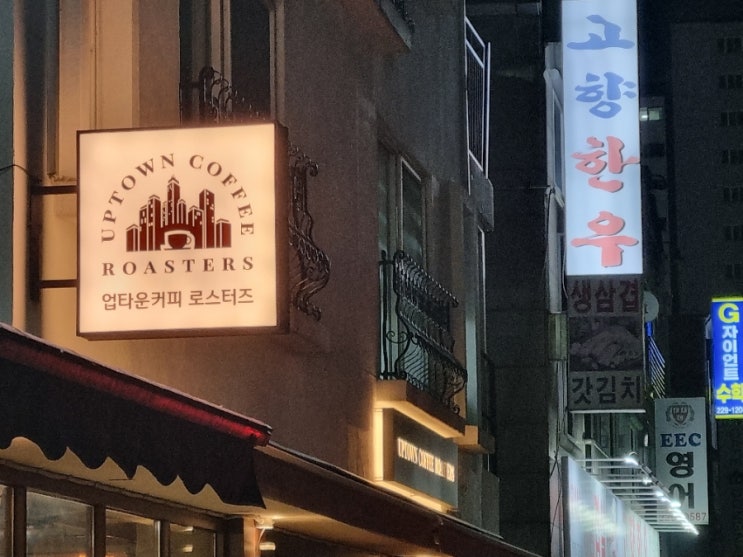 UPTOWN COFFEE
ROASTERS
업타운커피 로스터즈
UPTOWN COFFEE ROASTERS
고향한우
생삼겹
갓김치
EEC
영어
G
자이언트
수학